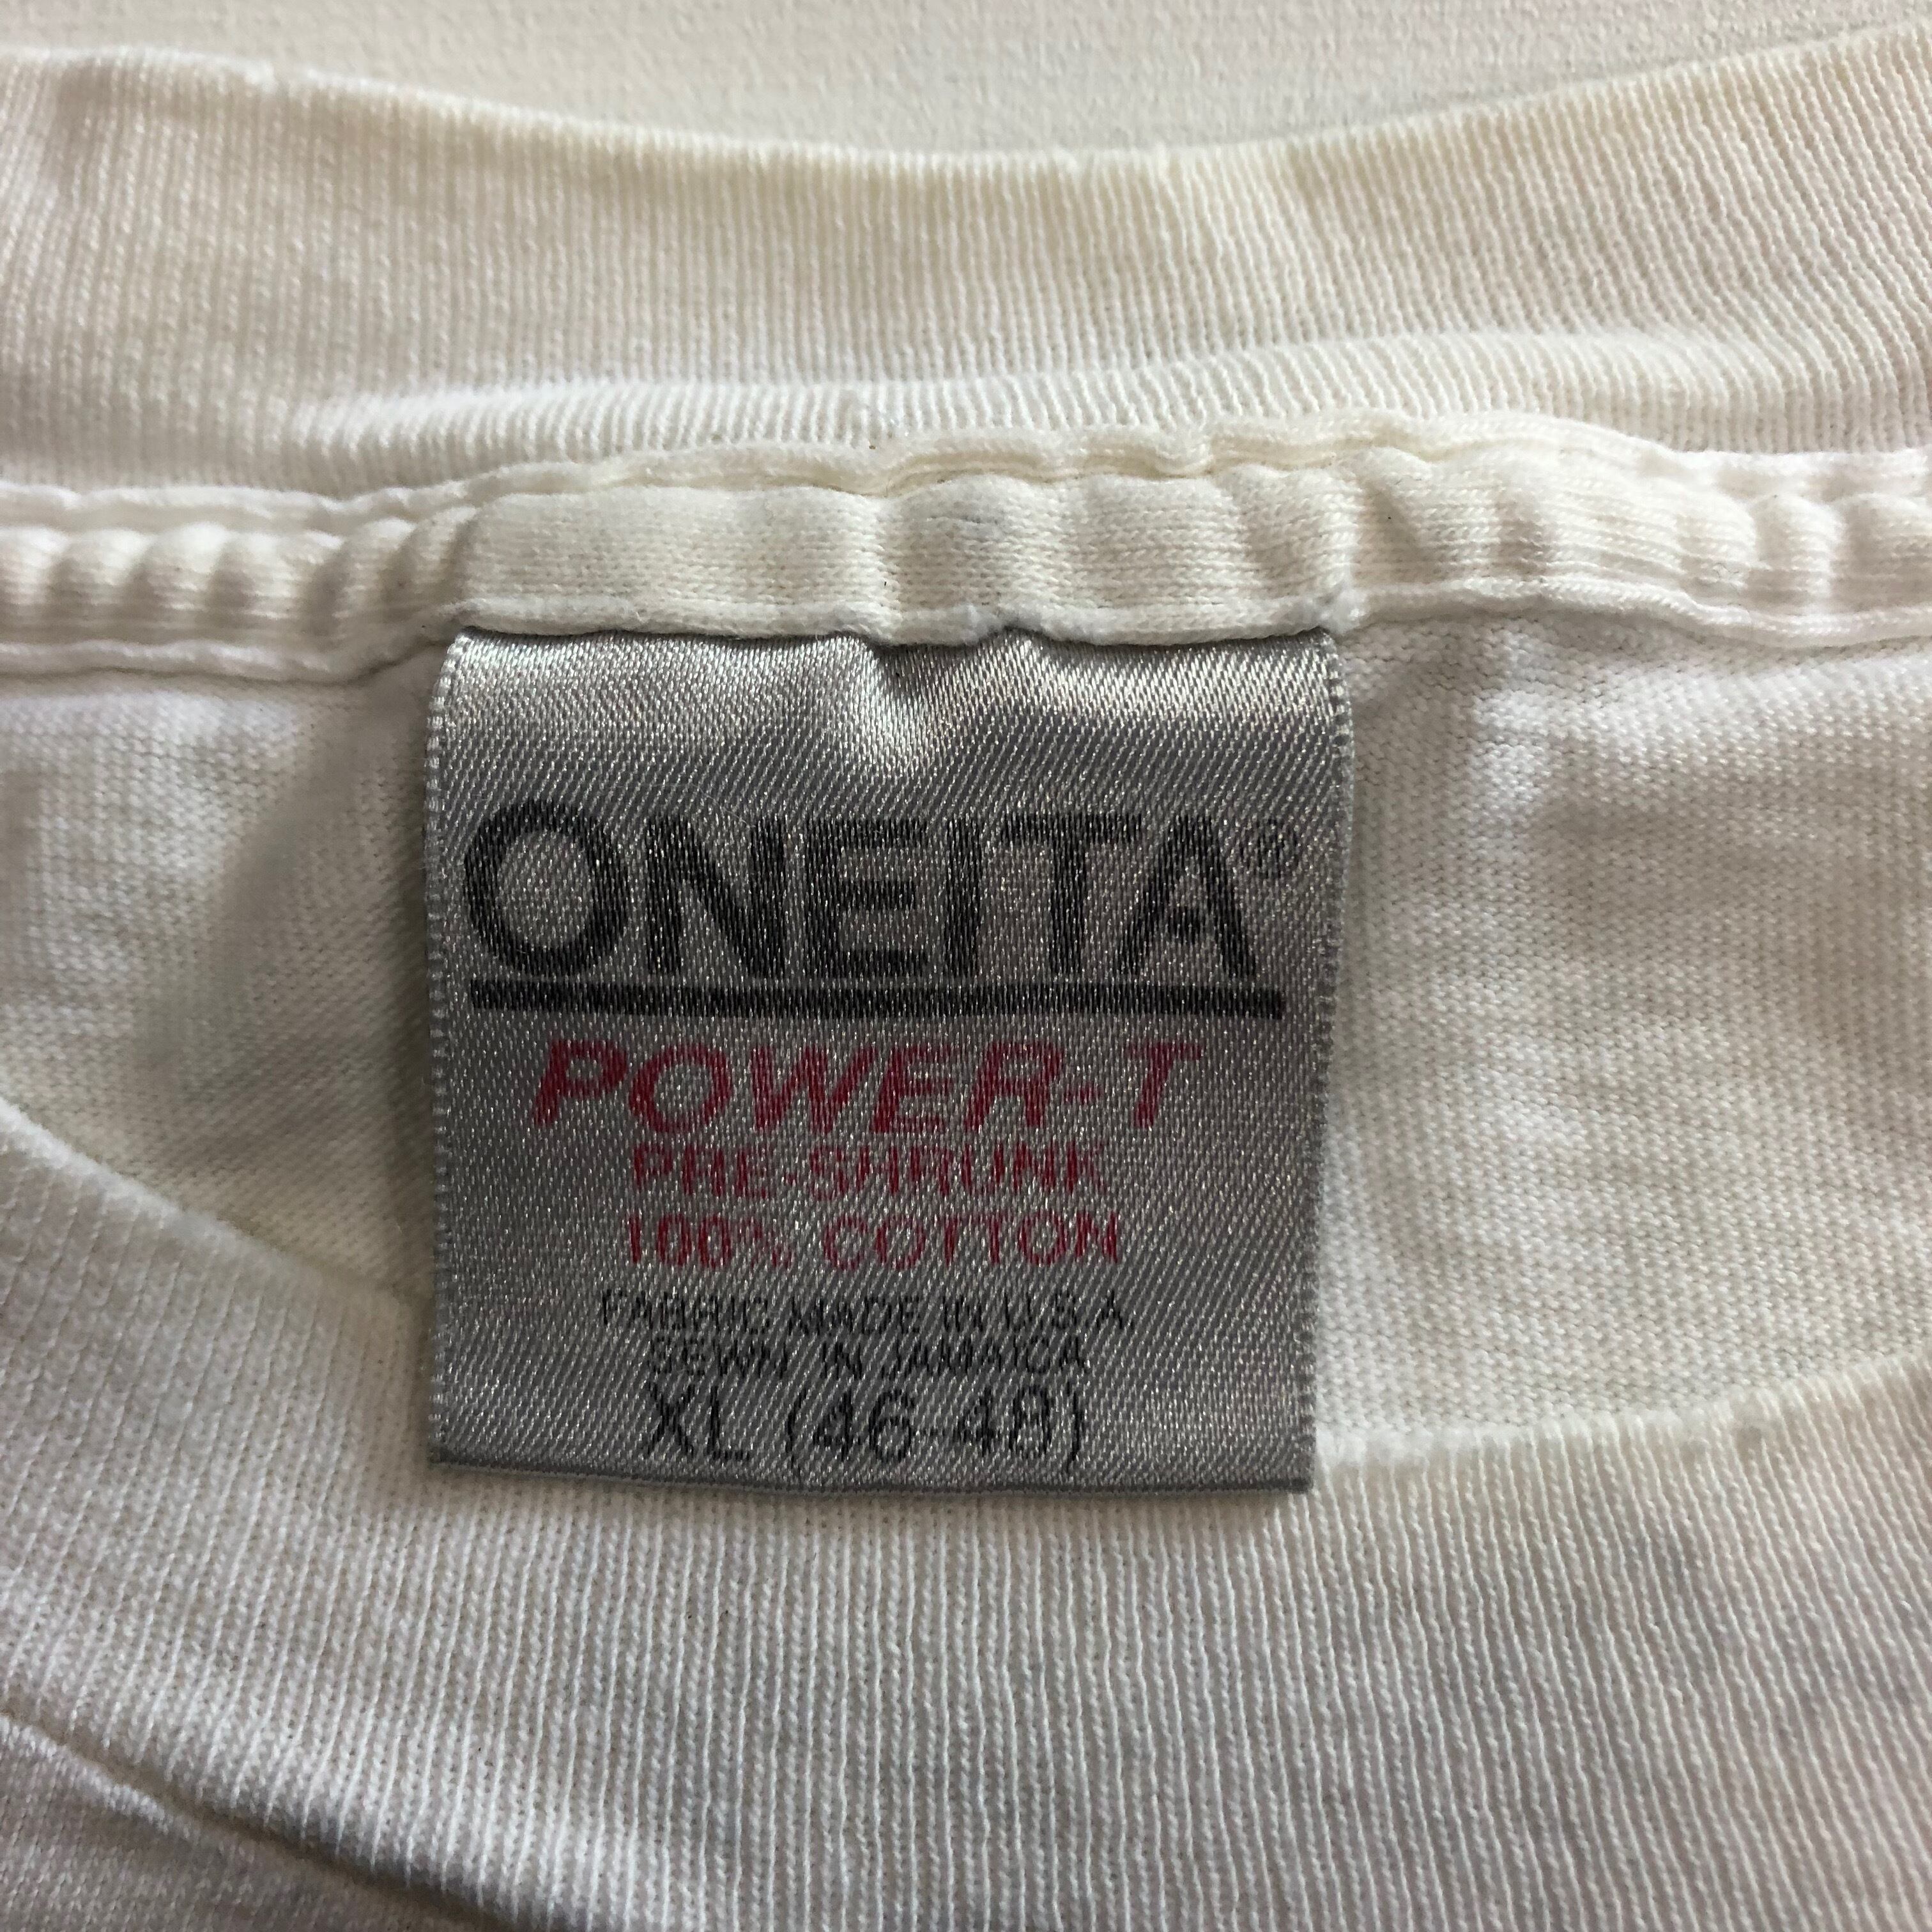 ONEITA®
POWER-T
PRE-SHRUNK
100% COTTON
FABRIC MADE IN U.S.A
SEWN IN JAMAICA
XL (46-48)